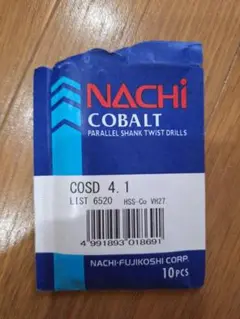 NACHi
COBALT
PARALLEL SHANK TWIST DRILLS
COSD 4.1
LIST 6520 HSS-Co VH27
4 991893 018691
NACHI-FUJIKOSHI CORP.
10PCS